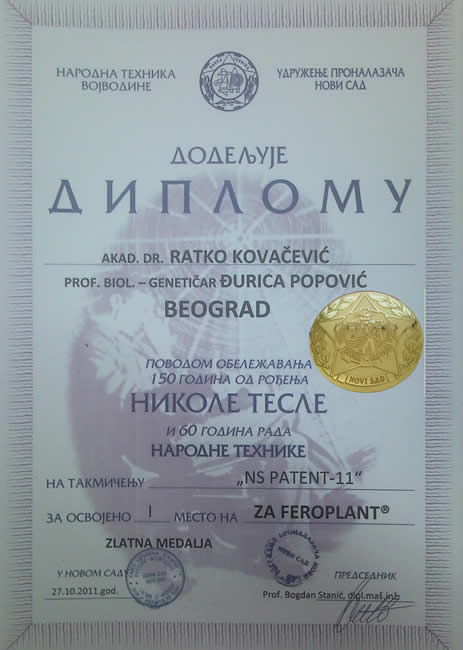 НАРОДНА ТЕХНИКА
ВОЈВОДИНЕ
УДРУЖЕЊЕ ПРОНАЛАЗАЧА
НОВИ САД
ДОДЕЉУЈЕ
ДИПЛОМУ
AKAD. DR. RATKO KOVAČEVIĆ
PROF. BIOL. – GENETIČAR ĐURICA POPOVIĆ
BEOGRAD
NOVI SAD
ПОВОДОМ ОБЕЛЕЖАВАЊА
150 ГОДИНА ОД РОЂЕЊА
НИКОЛЕ ТЕСЛЕ
И 60 ГОДИНА РАДА
НАРОДНЕ ТЕХНИКЕ
НА ТАКМИЧЕЊУ „NS PATENT-11“
ЗА ОСВОЈЕНО I МЕСТО НА ZA FEROPLANT®
ZLATNA MEDALJA
НОВИ САД
У НОВОМ САДУ
27.10.2011.god.
ПРЕДСЕДНИК
Prof. Bogdan Stanić, dipl.maš.inž